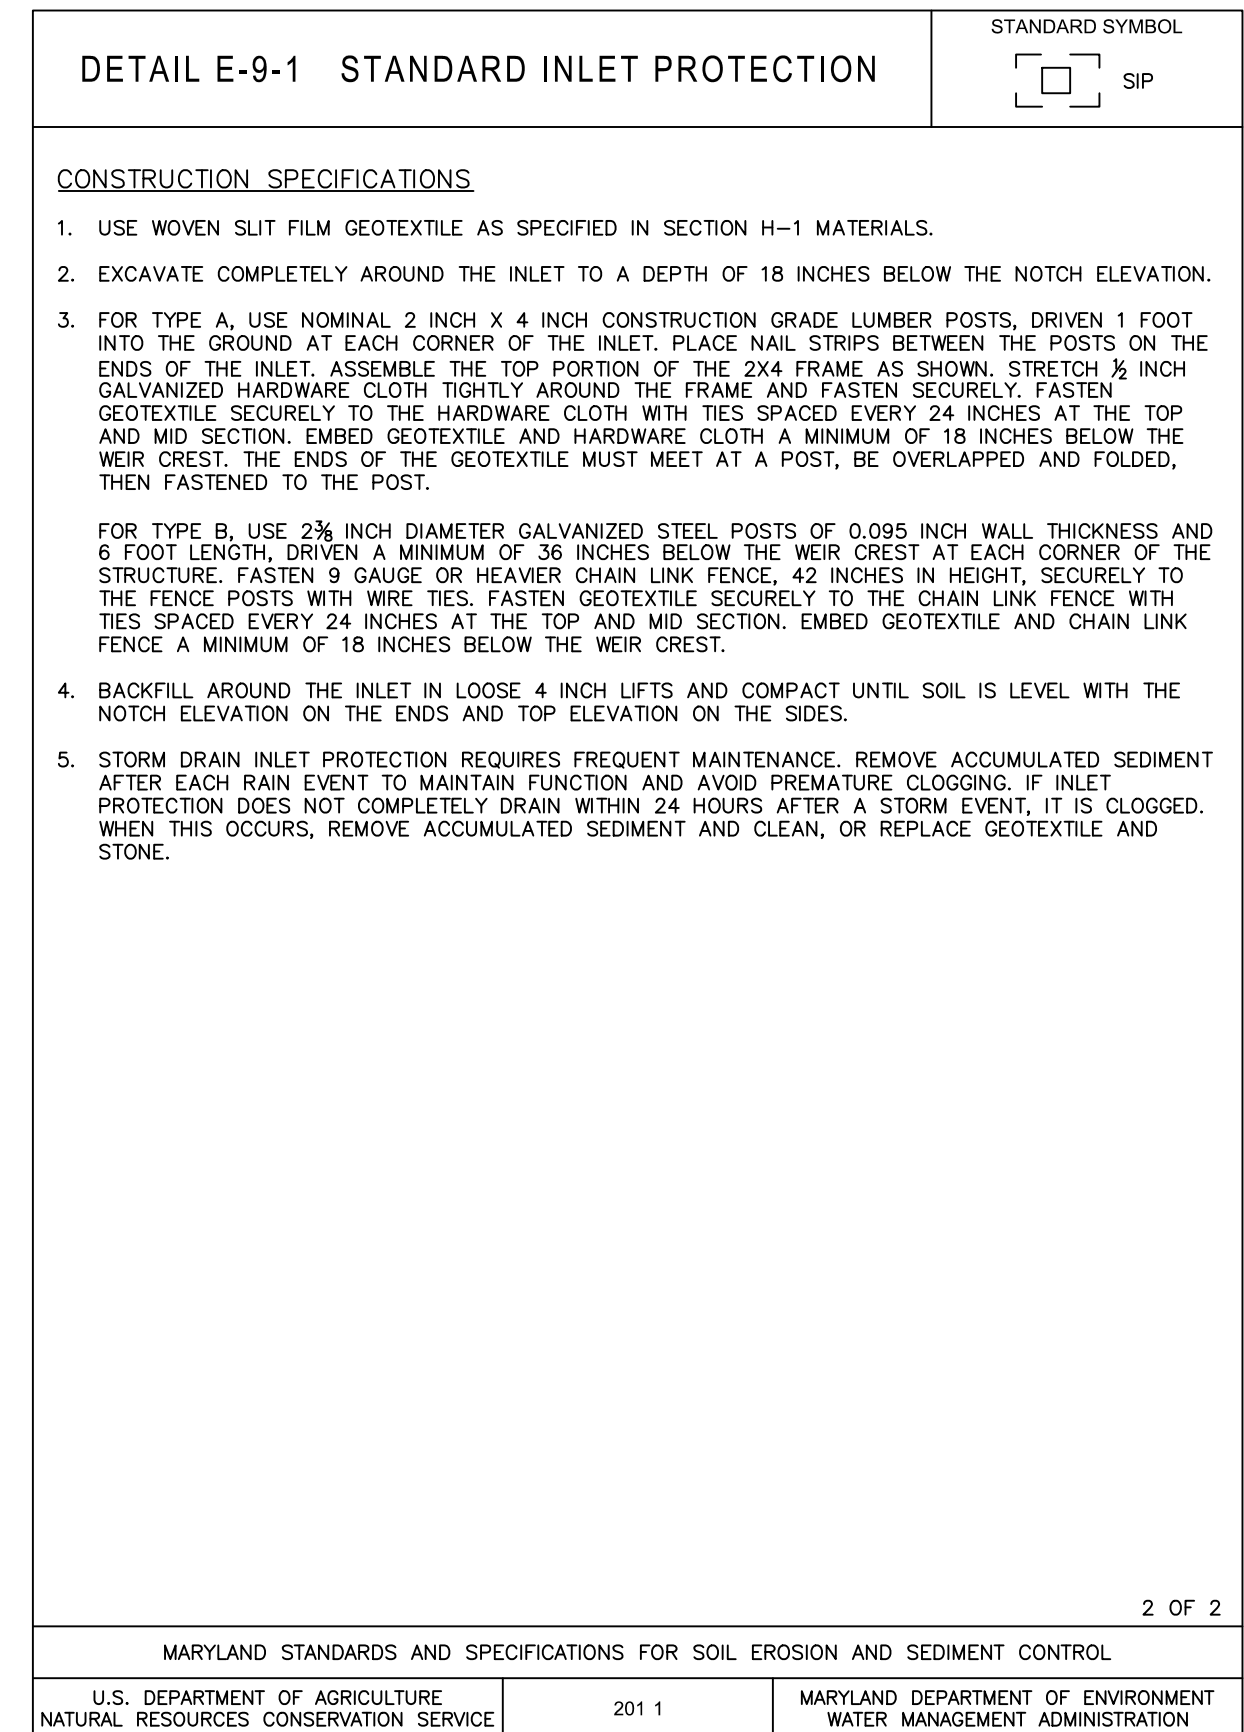 DETAIL E-9-1 STANDARD INLET PROTECTION
STANDARD SYMBOL
SIP
CONSTRUCTION SPECIFICATIONS
1. USE WOVEN SLIT FILM GEOTEXTILE AS SPECIFIED IN SECTION H-1 MATERIALS.
2. EXCAVATE COMPLETELY AROUND THE INLET TO A DEPTH OF 18 INCHES BELOW THE NOTCH ELEVATION.
3. FOR TYPE A, USE NOMINAL 2 INCH X 4 INCH CONSTRUCTION GRADE LUMBER POSTS, DRIVEN 1 FOOT
INTO THE GROUND AT EACH CORNER OF THE INLET. PLACE NAIL STRIPS BETWEEN THE POSTS ON THE
ENDS OF THE INLET. ASSEMBLE THE TOP PORTION OF THE 2X4 FRAME AS SHOWN. STRETCH ½ INCH
GALVANIZED HARDWARE CLOTH TIGHTLY AROUND THE FRAME AND FASTEN SECURELY. FASTEN
GEOTEXTILE SECURELY TO THE HARDWARE CLOTH WITH TIES SPACED EVERY 24 INCHES AT THE TOP
AND MID SECTION. EMBED GEOTEXTILE AND HARDWARE CLOTH A MINIMUM OF 18 INCHES BELOW THE
WEIR CREST. THE ENDS OF THE GEOTEXTILE MUST MEET AT A POST, BE OVERLAPPED AND FOLDED,
THEN FASTENED TO THE POST.
FOR TYPE B, USE 2⅜ INCH DIAMETER GALVANIZED STEEL POSTS OF 0.095 INCH WALL THICKNESS AND
6 FOOT LENGTH, DRIVEN A MINIMUM OF 36 INCHES BELOW THE WEIR CREST AT EACH CORNER OF THE
STRUCTURE. FASTEN 9 GAUGE OR HEAVIER CHAIN LINK FENCE, 42 INCHES IN HEIGHT, SECURELY TO
THE FENCE POSTS WITH WIRE TIES. FASTEN GEOTEXTILE SECURELY TO THE CHAIN LINK FENCE WITH
TIES SPACED EVERY 24 INCHES AT THE TOP AND MID SECTION. EMBED GEOTEXTILE AND CHAIN LINK
FENCE A MINIMUM OF 18 INCHES BELOW THE WEIR CREST.
4. BACKFILL AROUND THE INLET IN LOOSE 4 INCH LIFTS AND COMPACT UNTIL SOIL IS LEVEL WITH THE
NOTCH ELEVATION ON THE ENDS AND TOP ELEVATION ON THE SIDES.
5. STORM DRAIN INLET PROTECTION REQUIRES FREQUENT MAINTENANCE. REMOVE ACCUMULATED SEDIMENT
AFTER EACH RAIN EVENT TO MAINTAIN FUNCTION AND AVOID PREMATURE CLOGGING. IF INLET
PROTECTION DOES NOT COMPLETELY DRAIN WITHIN 24 HOURS AFTER A STORM EVENT, IT IS CLOGGED.
WHEN THIS OCCURS, REMOVE ACCUMULATED SEDIMENT AND CLEAN, OR REPLACE GEOTEXTILE AND
STONE.
2 OF 2
MARYLAND STANDARDS AND SPECIFICATIONS FOR SOIL EROSION AND SEDIMENT CONTROL
U.S. DEPARTMENT OF AGRICULTURE
NATURAL RESOURCES CONSERVATION SERVICE
201 1
MARYLAND DEPARTMENT OF ENVIRONMENT
WATER MANAGEMENT ADMINISTRATION